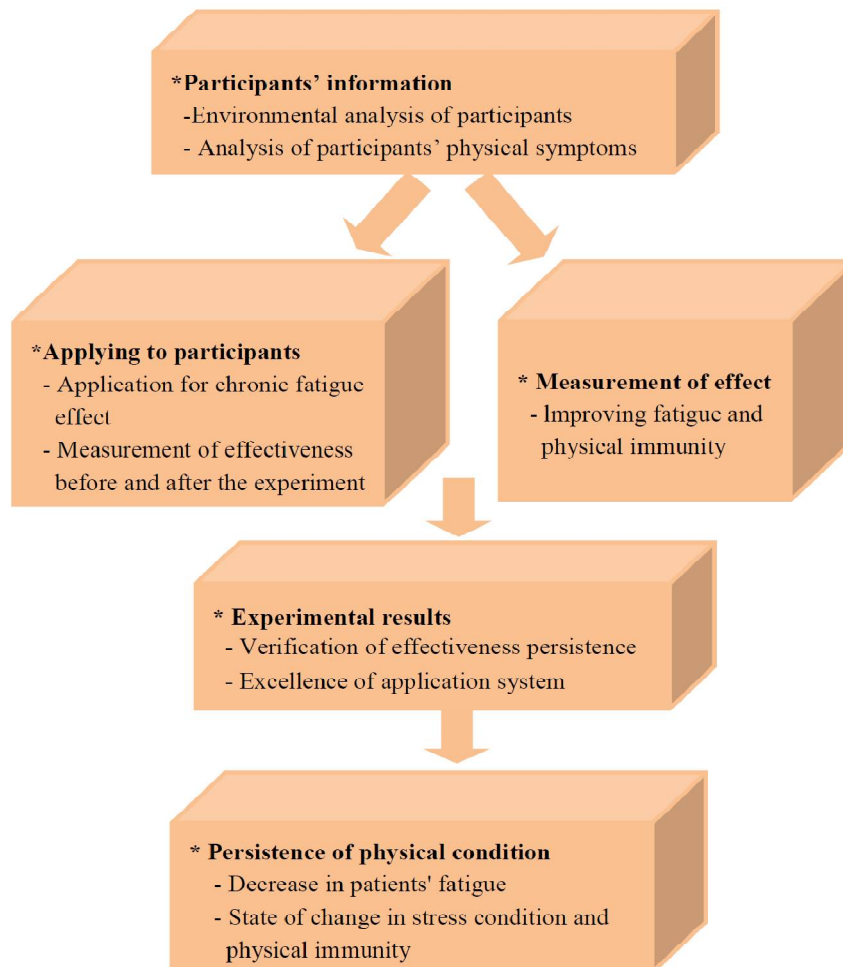 *Participants’ information
-Environmental analysis of participants
- Analysis of participants’ physical symptoms
*Applying to participants
- Application for chronic fatigue
effect
- Measurement of effectiveness
before and after the experiment
* Measurement of effect
- Improving fatigue and
physical immunity
* Experimental results
- Verification of effectiveness persistence
- Excellence of application system
* Persistence of physical condition
- Decrease in patients' fatigue
- State of change in stress condition and
physical immunity